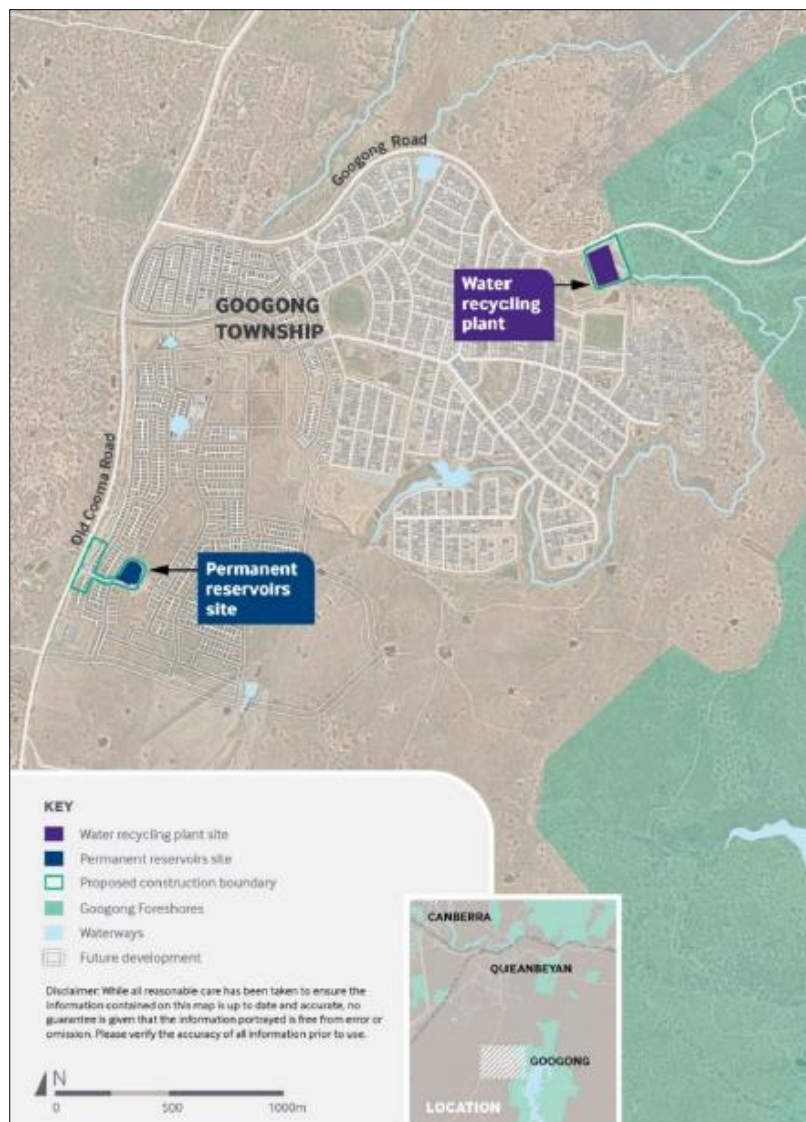 Googong Road
Water
recycling
plant
GOOGONG
TOWNSHIP
Old Cooma Road
Permanent
reservoirs
site
KEY
Water recycling plant site
Permanent reservoirs site
Proposed construction boundary
Googong Foreshores
Waterways
Future development
Disclaimer: While all reasonable care has been taken to ensure the
information contained on this map is up to date and accurate, no
guarantee is given that the information portrayed is free from error or
omission. Please verify the accuracy of all information prior to use.
N
0 500 1000m
CANBERRA
QUEANBEYAN
GOOGONG
LOCATION